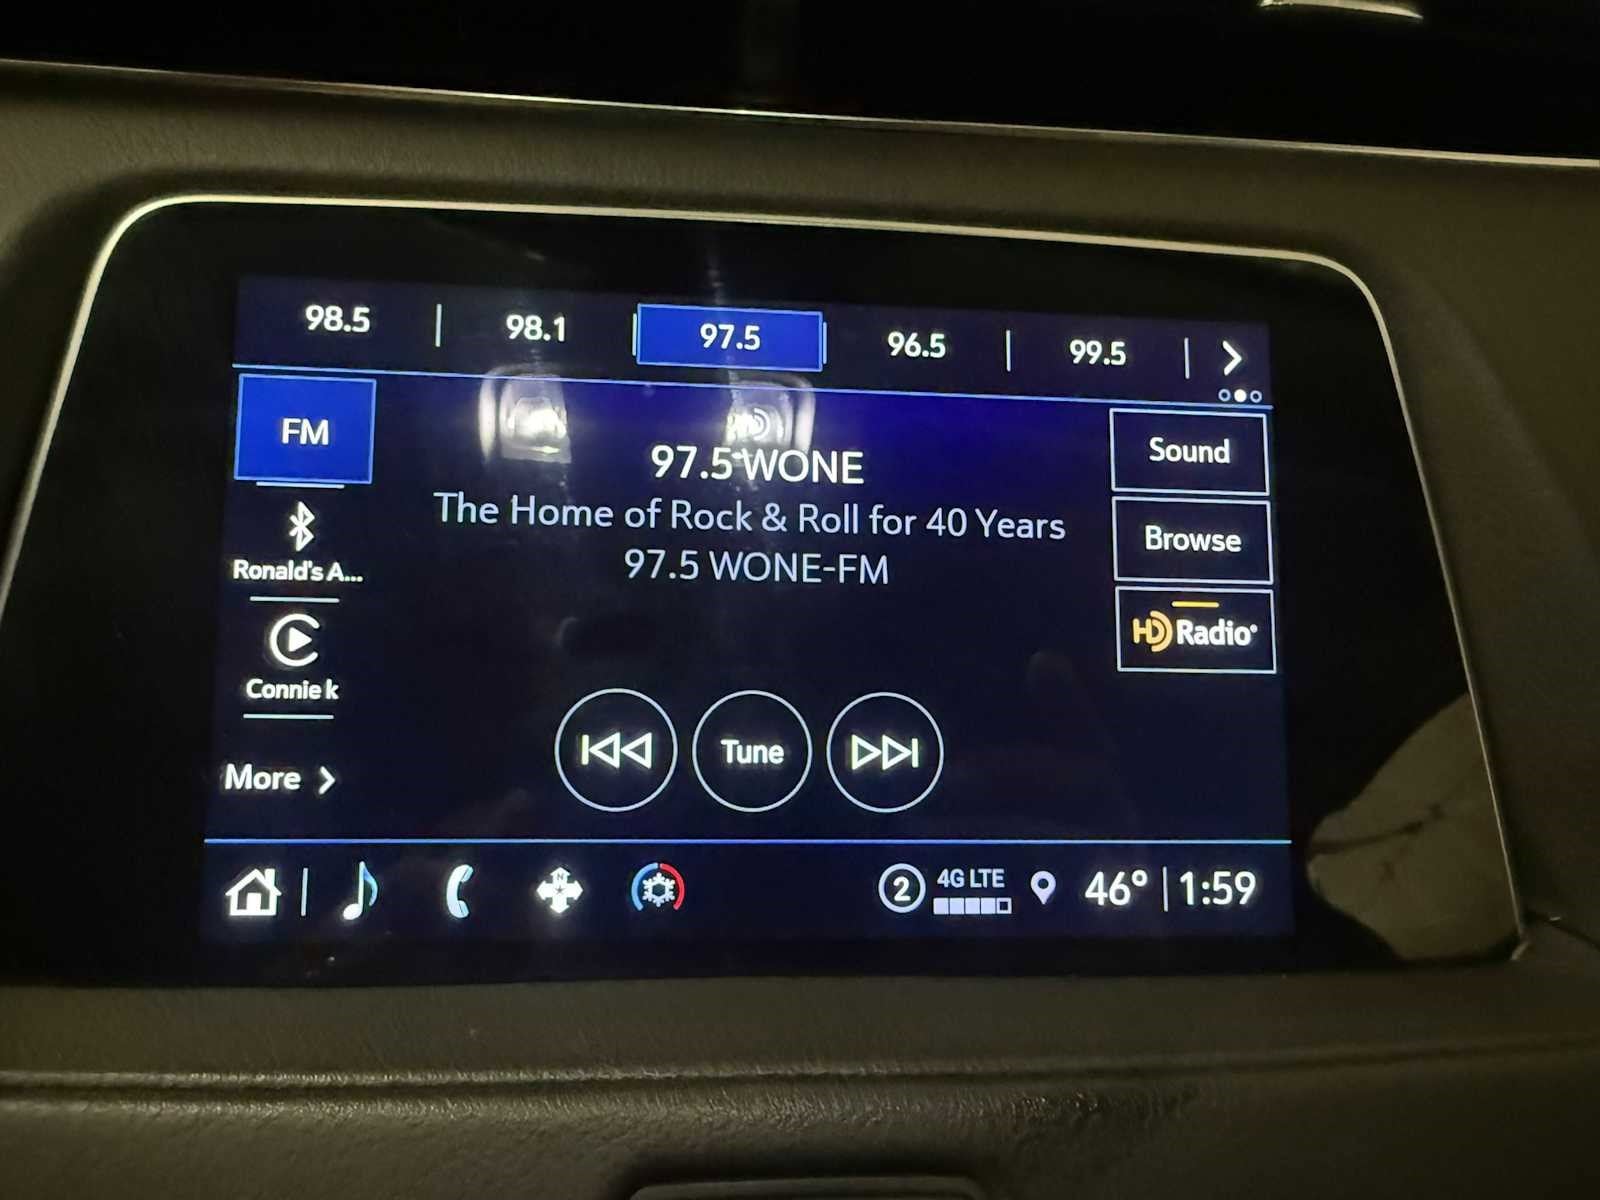 98.5 | 98.1 | 97.5 96.5 | 99.5 |
FM
97.5 WONE
The Home of Rock & Roll for 40 Years
97.5 WONE-FM
Sound
Browse
HD Radio
Ronald's A...
Connie k
More
Tune
N
2 4G LTE 46° | 1:59